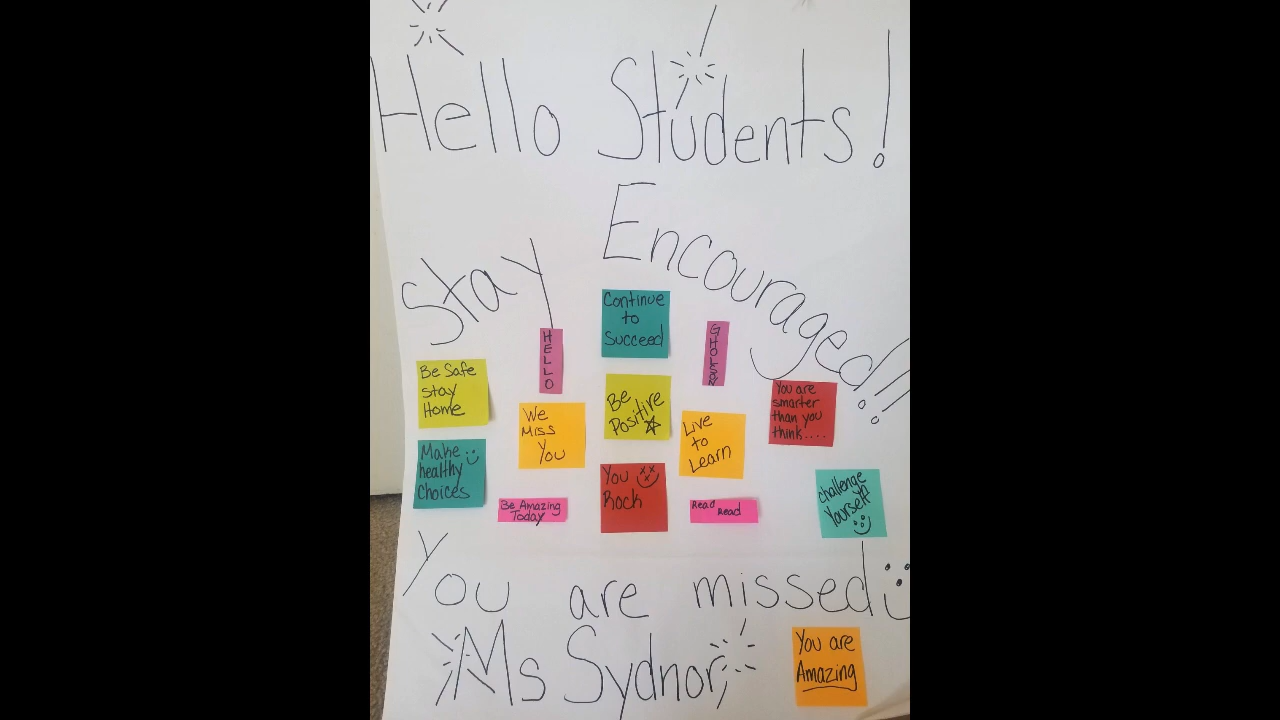 Hello Students!
Stay Encouraged!!
Continue
to
Succeed
HELLO
GHOLSON
Be Safe
stay
Home
We
Miss
You
Be
Positive
Live
to
Learn
You are
smarter
than you
think....
Make
healthy
Choices
You
Rock
Be Amazing
Today
Read
Read
challenge
Yourself
You are missed
Ms Sydnor
You are
Amazing